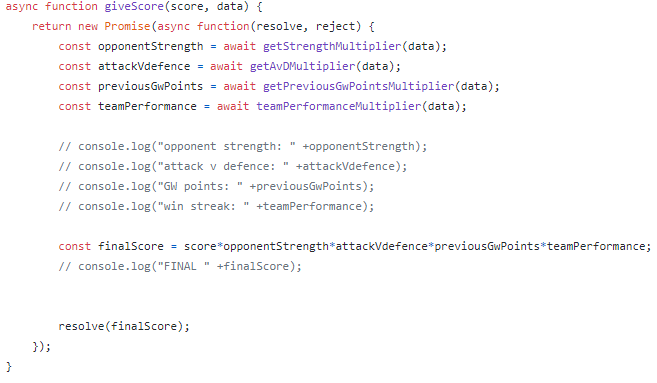 async function giveScore(score, data) {
    return new Promise(async function(resolve, reject) {
        const opponentStrength = await getStrengthMultiplier(data);
        const attackVdefence = await getAvDMultiplier(data);
        const previousGwPoints = await getPreviousGwPointsMultiplier(data);
        const teamPerformance = await teamPerformanceMultiplier(data);

        // console.log("opponent strength: " +opponentStrength);
        // console.log("attack v defence: " +attackVdefence);
        // console.log("GW points: " +previousGwPoints);
        // console.log("win streak: " +teamPerformance);

        const finalScore = score*opponentStrength*attackVdefence*previousGwPoints*teamPerformance;
        // console.log("FINAL " +finalScore);


        resolve(finalScore);
    });
}